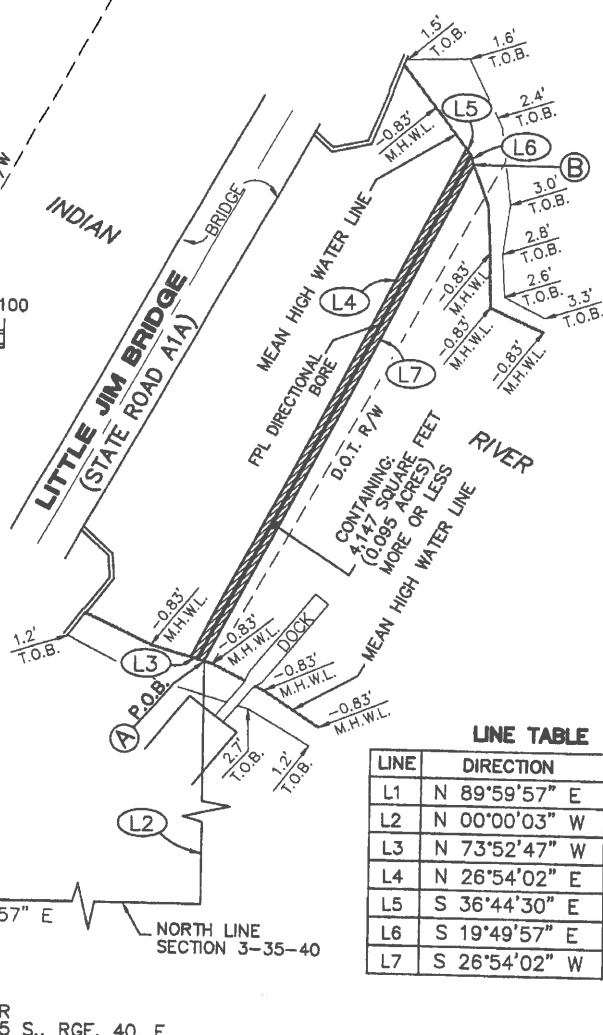 1.5'
T.O.B.
1.6'
T.O.B.
2.4'
T.O.B.
L5
L6
B
-0.83'
M.H.W.L.
3.0'
T.O.B.
2.8'
T.O.B.
2.6'
T.O.B.
3.3'
T.O.B.
-0.83'
M.H.W.L.
-0.83'
M.H.W.L.
-0.83'
M.H.W.L.
INDIAN
BRIDGE
100
LITTLE JIM BRIDGE
(STATE ROAD A1A)
MEAN HIGH WATER LINE
L4
FPL DIRECTIONAL
BORE
L7
D.O.T. R/W
RIVER
CONTAINING:
4,147 SQUARE FEET
(0.095 ACRES)
MORE OR LESS
MEAN HIGH WATER LINE
1.2'
T.O.B.
-0.83'
M.H.W.L.
L3
-0.83'
M.H.W.L.
DOCK
-0.83'
M.H.W.L.
-0.83'
M.H.W.L.
P.O.B.
A
2.7'
T.O.B.
1.2'
T.O.B.
L2
57" E
NORTH LINE
SECTION 3-35-40
LINE TABLE
LINE DIRECTION
L1 N 89°59'57" E
L2 N 00°00'03" W
L3 N 73°52'47" W
L4 N 26°54'02" E
L5 S 36°44'30" E
L6 S 19°49'57" E
L7 S 26°54'02" W
R
5 S., RGE. 40 E